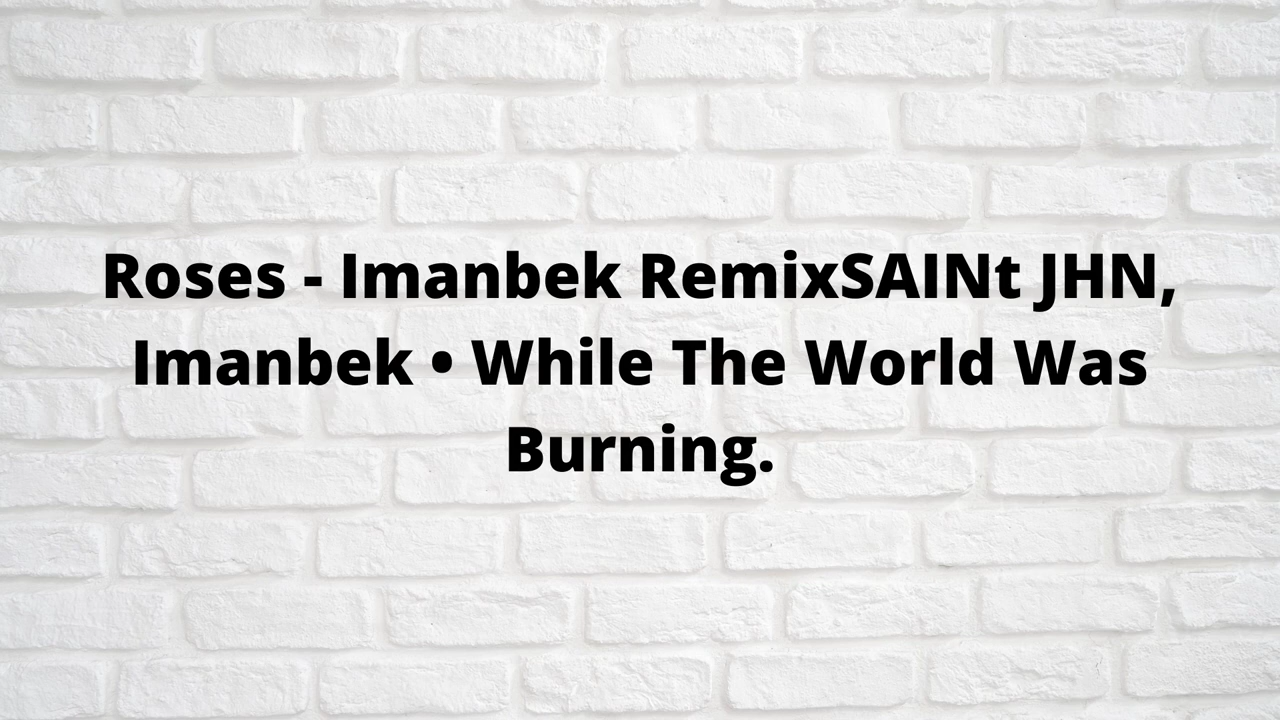 Roses - Imanbek RemixSAINt JHN,
Imanbek • While The World Was
Burning.